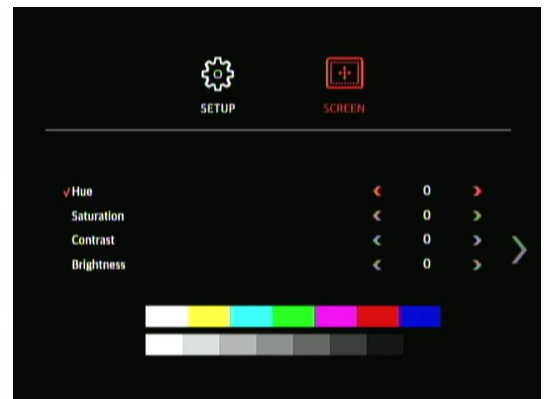 SETUP SCREEN
√ Hue < 0 >
Saturation < 0 >
Contrast < 0 >
Brightness < 0 >